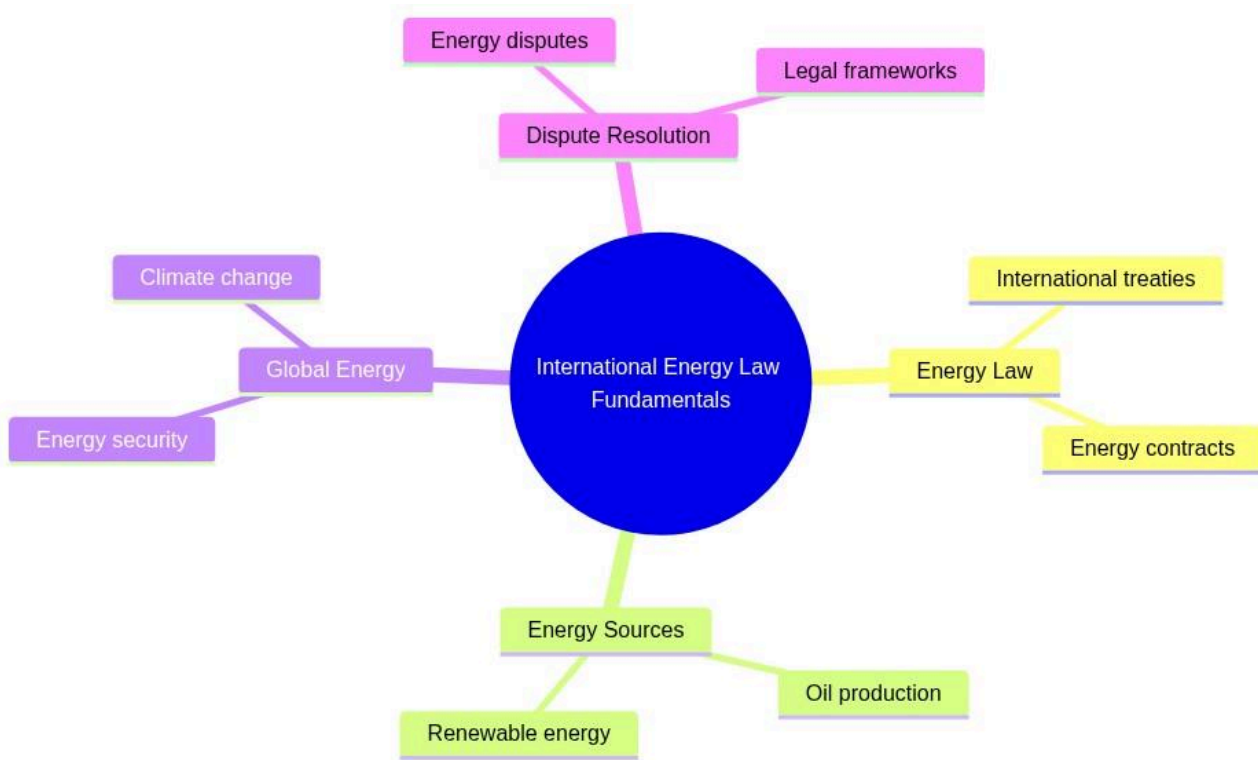 Energy disputes
Legal frameworks
Dispute Resolution
Climate change
International treaties
Global Energy
International Energy Law
Fundamentals
Energy Law
Energy security
Energy contracts
Energy Sources
Oil production
Renewable energy